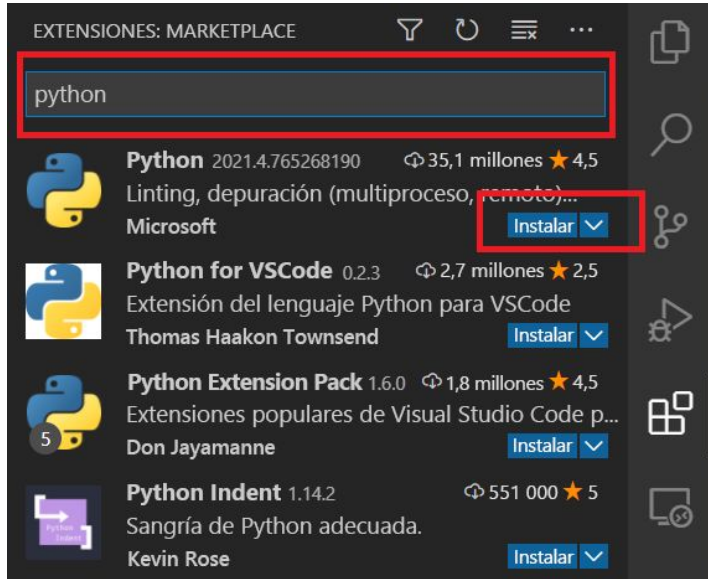 EXTENSIONES: MARKETPLACE
python
Python 2021.4.765268190 35,1 millones 4,5
Linting, depuración (multiproceso, remoto)...
Microsoft Instalar
Python for VSCode 0.2.3 2,7 millones 2,5
Extensión del lenguaje Python para VSCode
Thomas Haakon Townsend Instalar
Python Extension Pack 1.6.0 1,8 millones 4,5
Extensiones populares de Visual Studio Code p...
5
Don Jayamanne Instalar
Python Indent 1.14.2 551 000 5
Sangría de Python adecuada.
Python
Indent
Kevin Rose Instalar